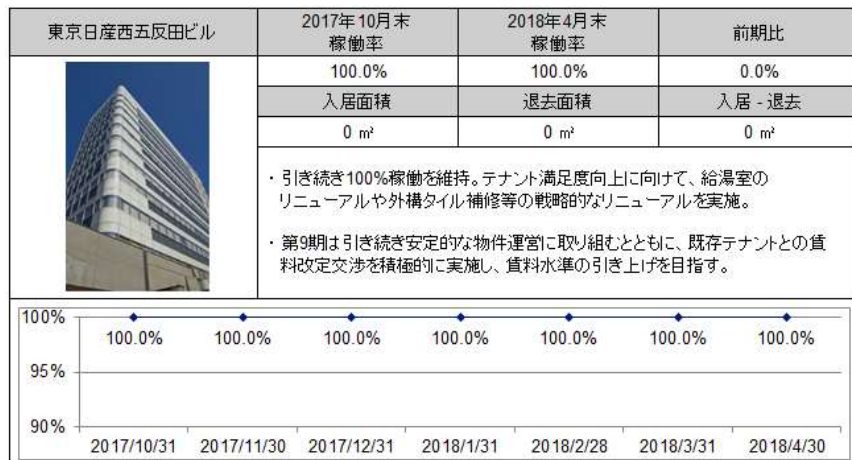 東京日産西五反田ビル
2017年10月末
稼働率
2018年4月末
稼働率
前期比
100.0%
100.0%
0.0%
入居面積
退去面積
入居 - 退去
0 ㎡
0 ㎡
0 ㎡
・引き続き100%稼働を維持。テナント満足度向上に向けて、給湯室の
リニューアルや外構タイル補修等の戦略的なリニューアルを実施。
・第9期は引き続き安定的な物件運営に取り組むとともに、既存テナントとの賃
料改定交渉を積極的に実施し、賃料水準の引き上げを目指す。
100%
100.0%
100.0%
100.0%
100.0%
100.0%
100.0%
100.0%
95%
90%
2017/10/31
2017/11/30
2017/12/31
2018/1/31
2018/2/28
2018/3/31
2018/4/30